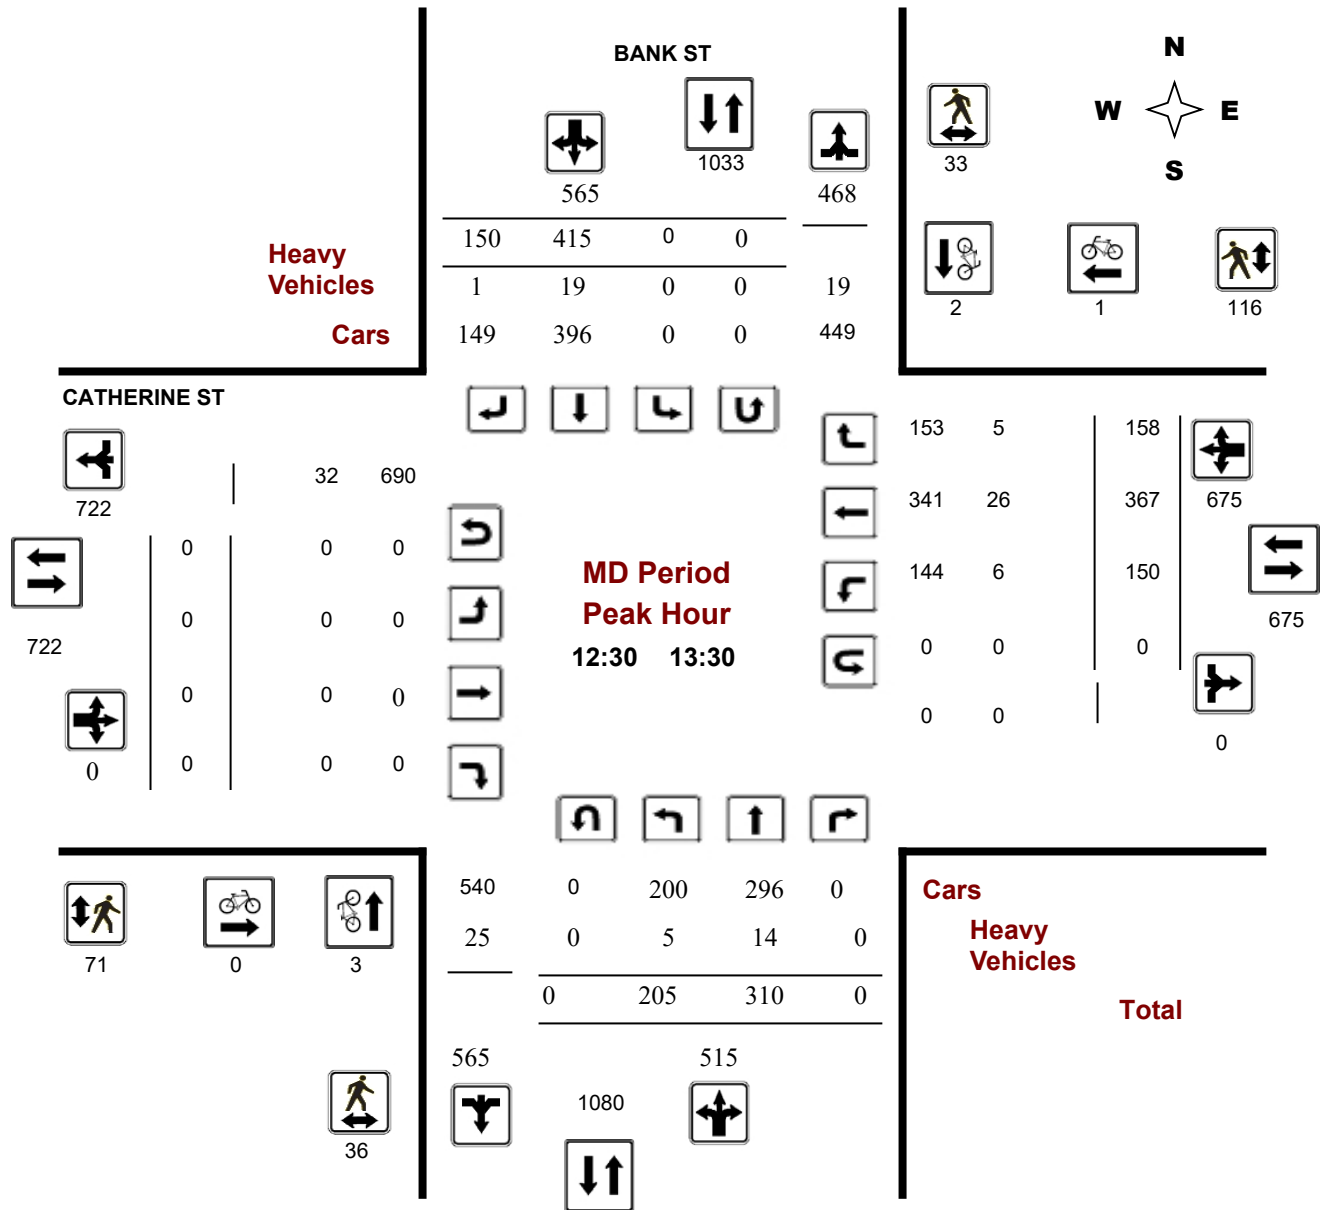 BANK ST
N
W E
S
1033
33
565
468
150 415 0 0
Heavy
Vehicles
1 19 0 0 19
2 1 116
Cars
149 396 0 0 449
CATHERINE ST
153 5 158
32 690
722
341 26 367 675
0 0 0
MD Period
144 6 150
Peak Hour
0 0 0
675
722
12:30 13:30
0 0 0
0 0 0
0 0
0
0 0 0 0
540 0 200 296 0
Cars
25 0 5 14 0
Heavy
Vehicles
71 0 3
0 205 310 0
Total
565 515
1080
36